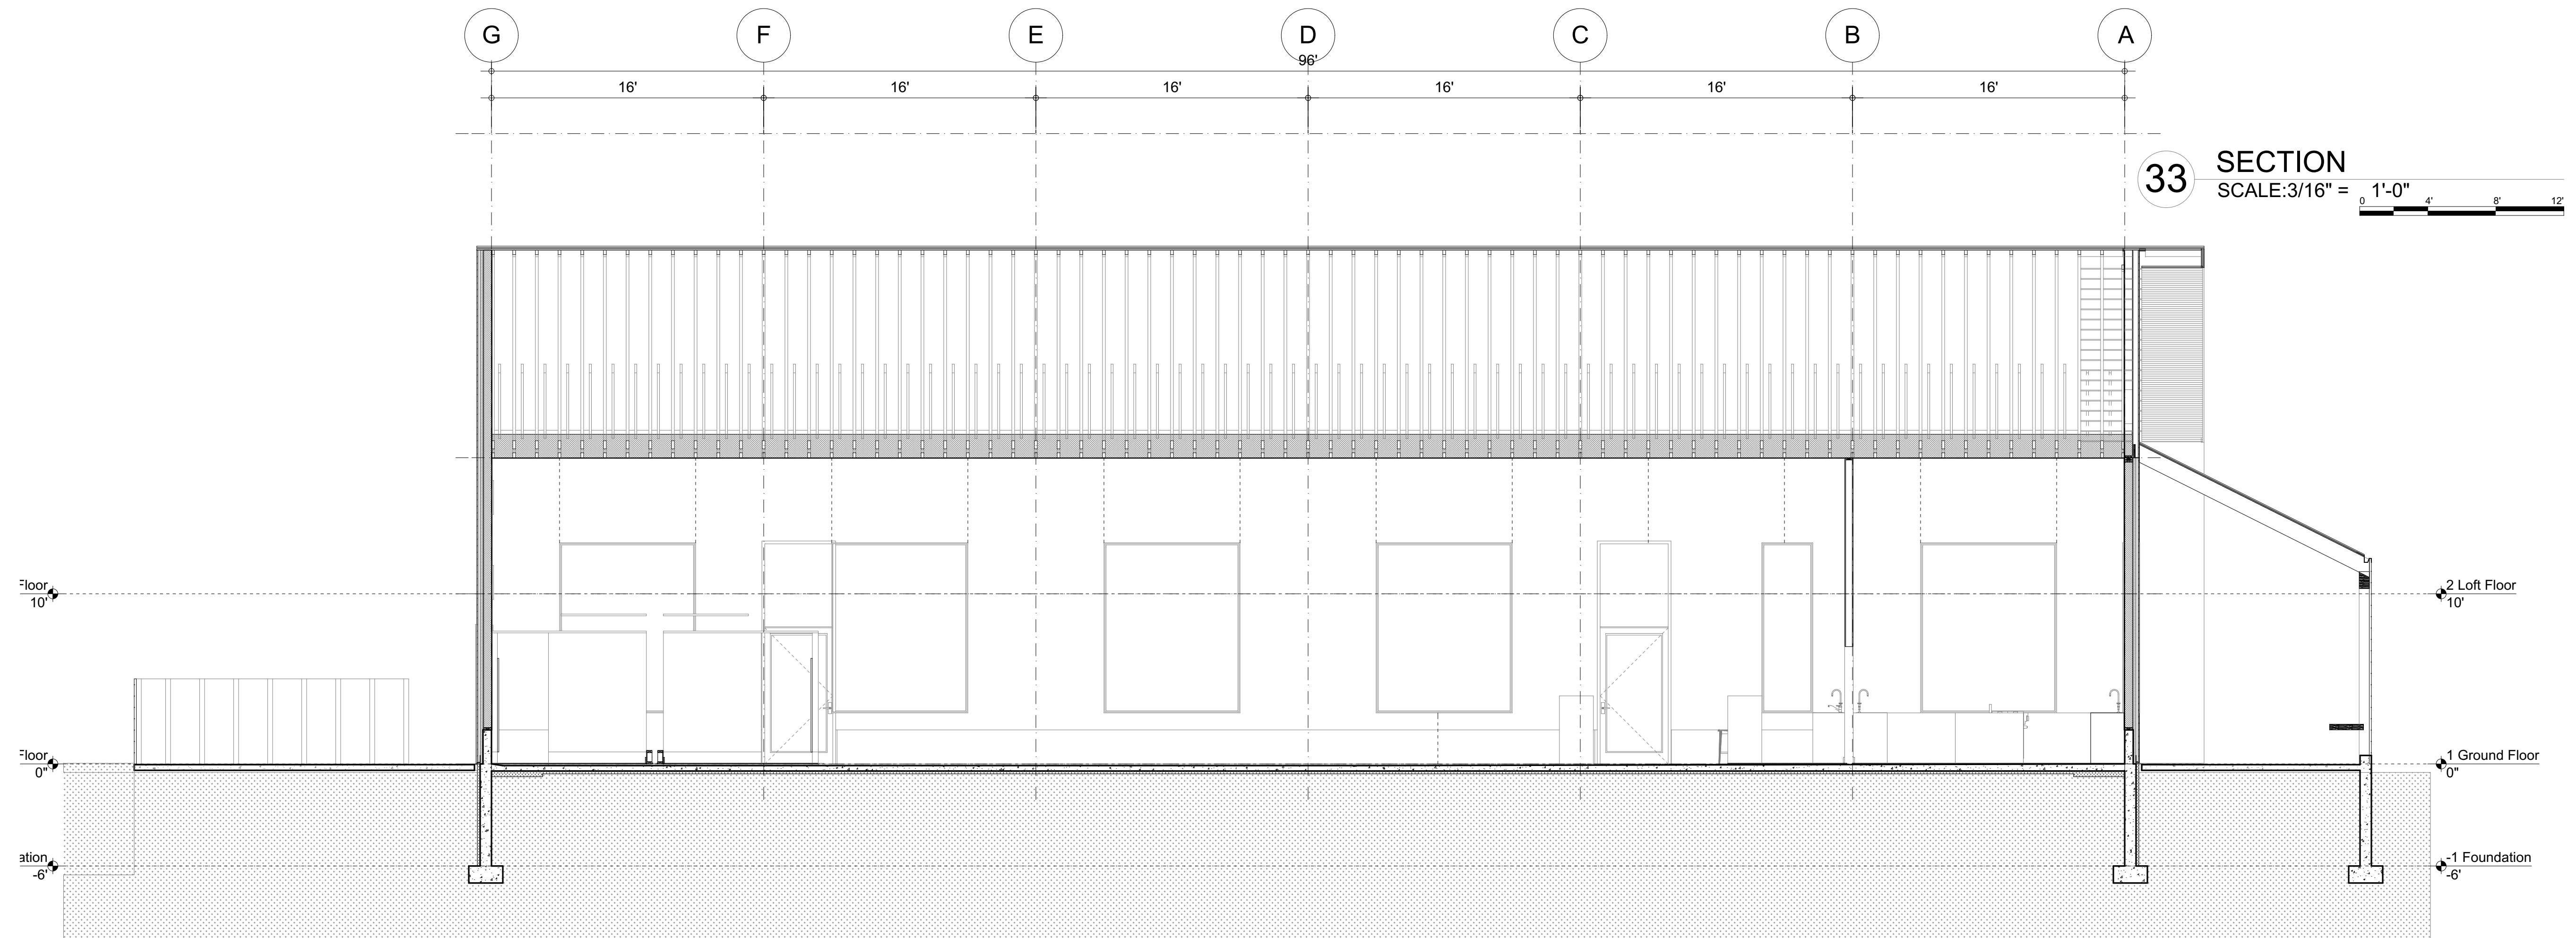 G F E D C B A
96'
16' 16' 16' 16' 16' 16'
33 SECTION
SCALE:3/16" = 1'-0"
0 4' 8' 12'
Floor 2 Loft Floor
10' 10'
Floor 1 Ground Floor
0" 0"
ation -1 Foundation
-6' -6'